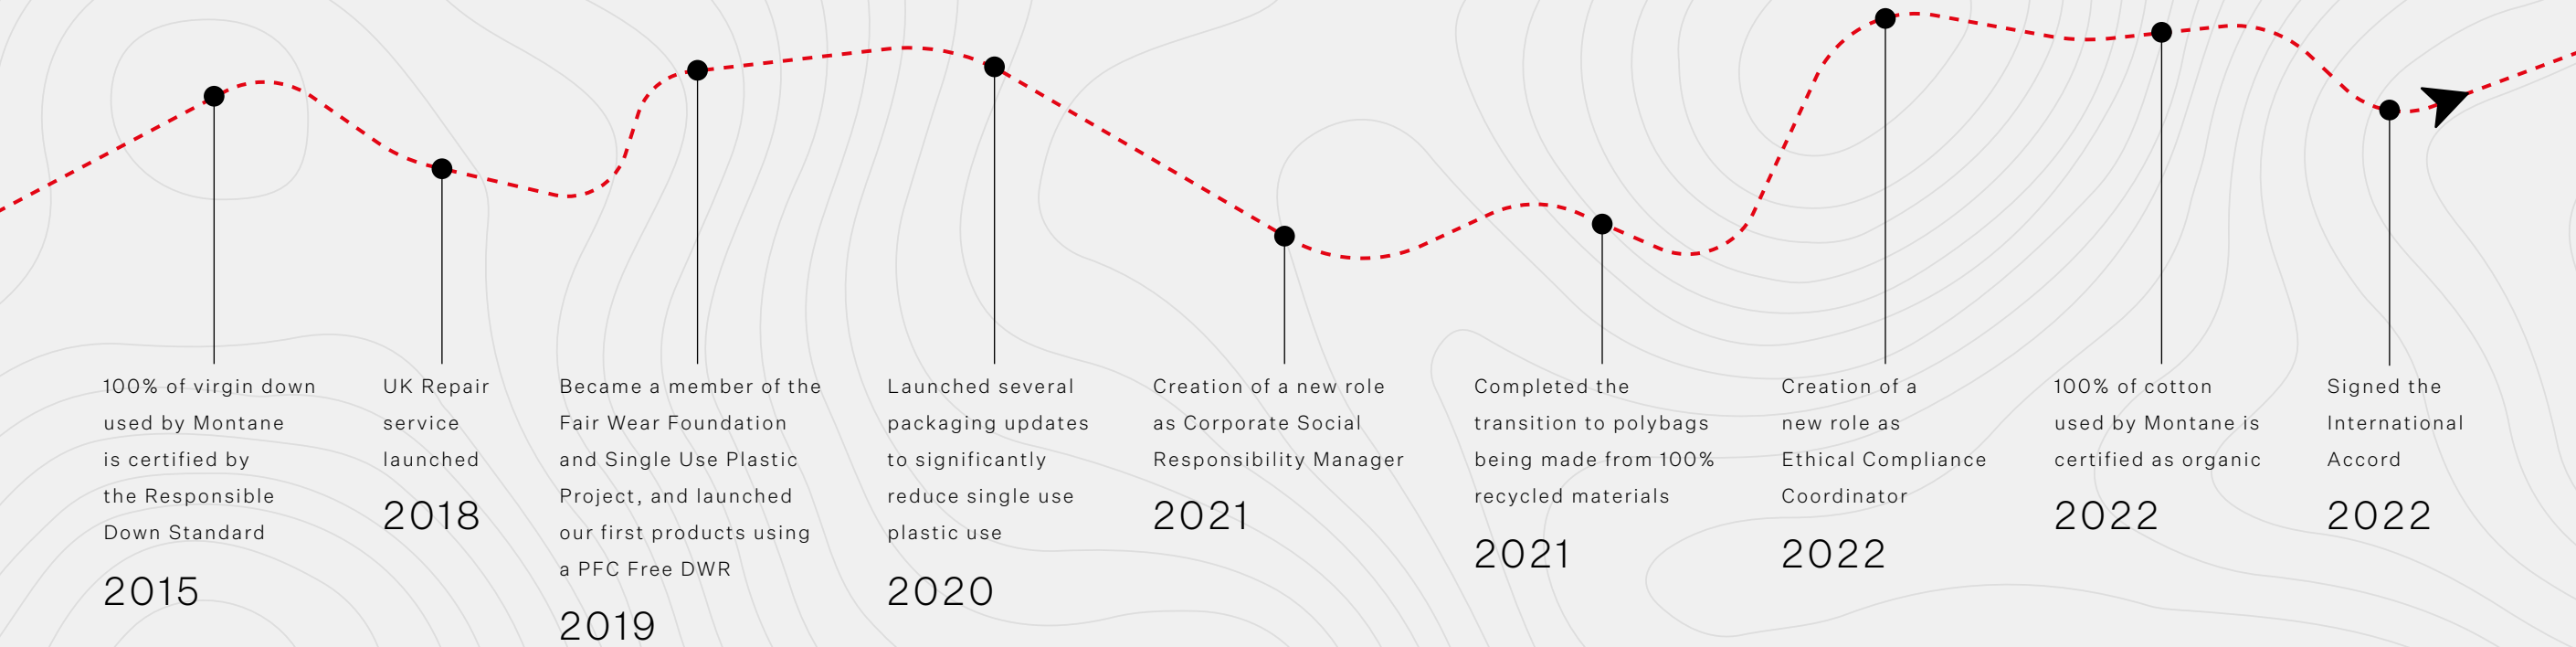 100% of virgin down
used by Montane
is certified by
the Responsible
Down Standard
2015
UK Repair
service
launched
2018
Became a member of the
Fair Wear Foundation
and Single Use Plastic
Project, and launched
our first products using
a PFC Free DWR
2019
Launched several
packaging updates
to significantly
reduce single use
plastic use
2020
Creation of a new role
as Corporate Social
Responsibility Manager
2021
Completed the
transition to polybags
being made from 100%
recycled materials
2021
Creation of a
new role as
Ethical Compliance
Coordinator
2022
100% of cotton
used by Montane is
certified as organic
2022
Signed the
International
Accord
2022